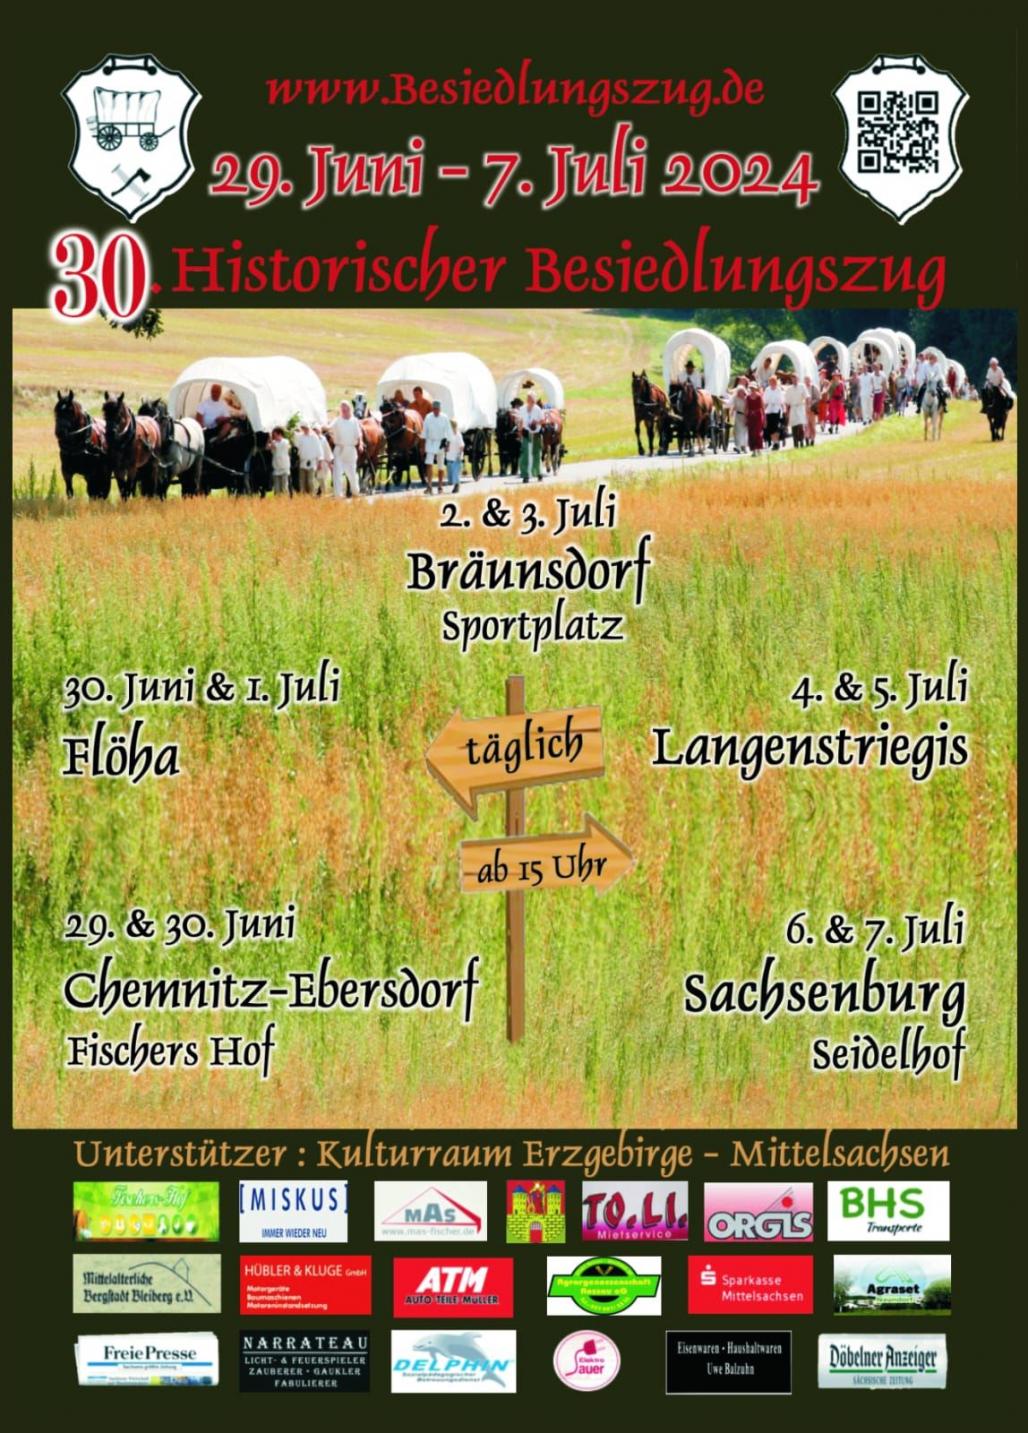 www.Besiedlungszug.de
29. Juni - 7. Juli 2024
30. Historischer Besiedlungszug
2. & 3. Juli
Bräunsdorf
Sportplatz
30. Juni & 1. Juli
Flöha
4. & 5. Juli
Langenstriegis
täglich
ab 15 Uhr
29. & 30. Juni
Chemnitz-Ebersdorf
Fischers Hof
6. & 7. Juli
Sachsenburg
Seidelhof
Unterstützer : Kulturraum Erzgebirge - Mittelsachsen
Fischers Hof
[MISKUS]
IMMER WIEDER NEU
MAS
www.mas-fischer.de
TO.LI.
Mietservice
ORGIS
BHS
Transporte
Mittelalterliche
Bergstadt Bleiberg e.V.
HÜBLER & KLUGE GmbH
Motorgeräte
Baumaschinen
Motoreninstandsetzung
ATM
AUTO-TEILE-MÜLLER
Agrargenossenschaft
Sparkasse
Mittelsachsen
Agraset
Freie Presse
NARRATEAU
LICHT- & FEUERSPIELER
ZAUBERER - GAUKLER
FABULIERER
DELPHIN
Elektro
Sauer
Eisenwaren - Haushaltwaren
Uwe Balzuhn
Döbelner Anzeiger
SÄCHSISCHE ZEITUNG